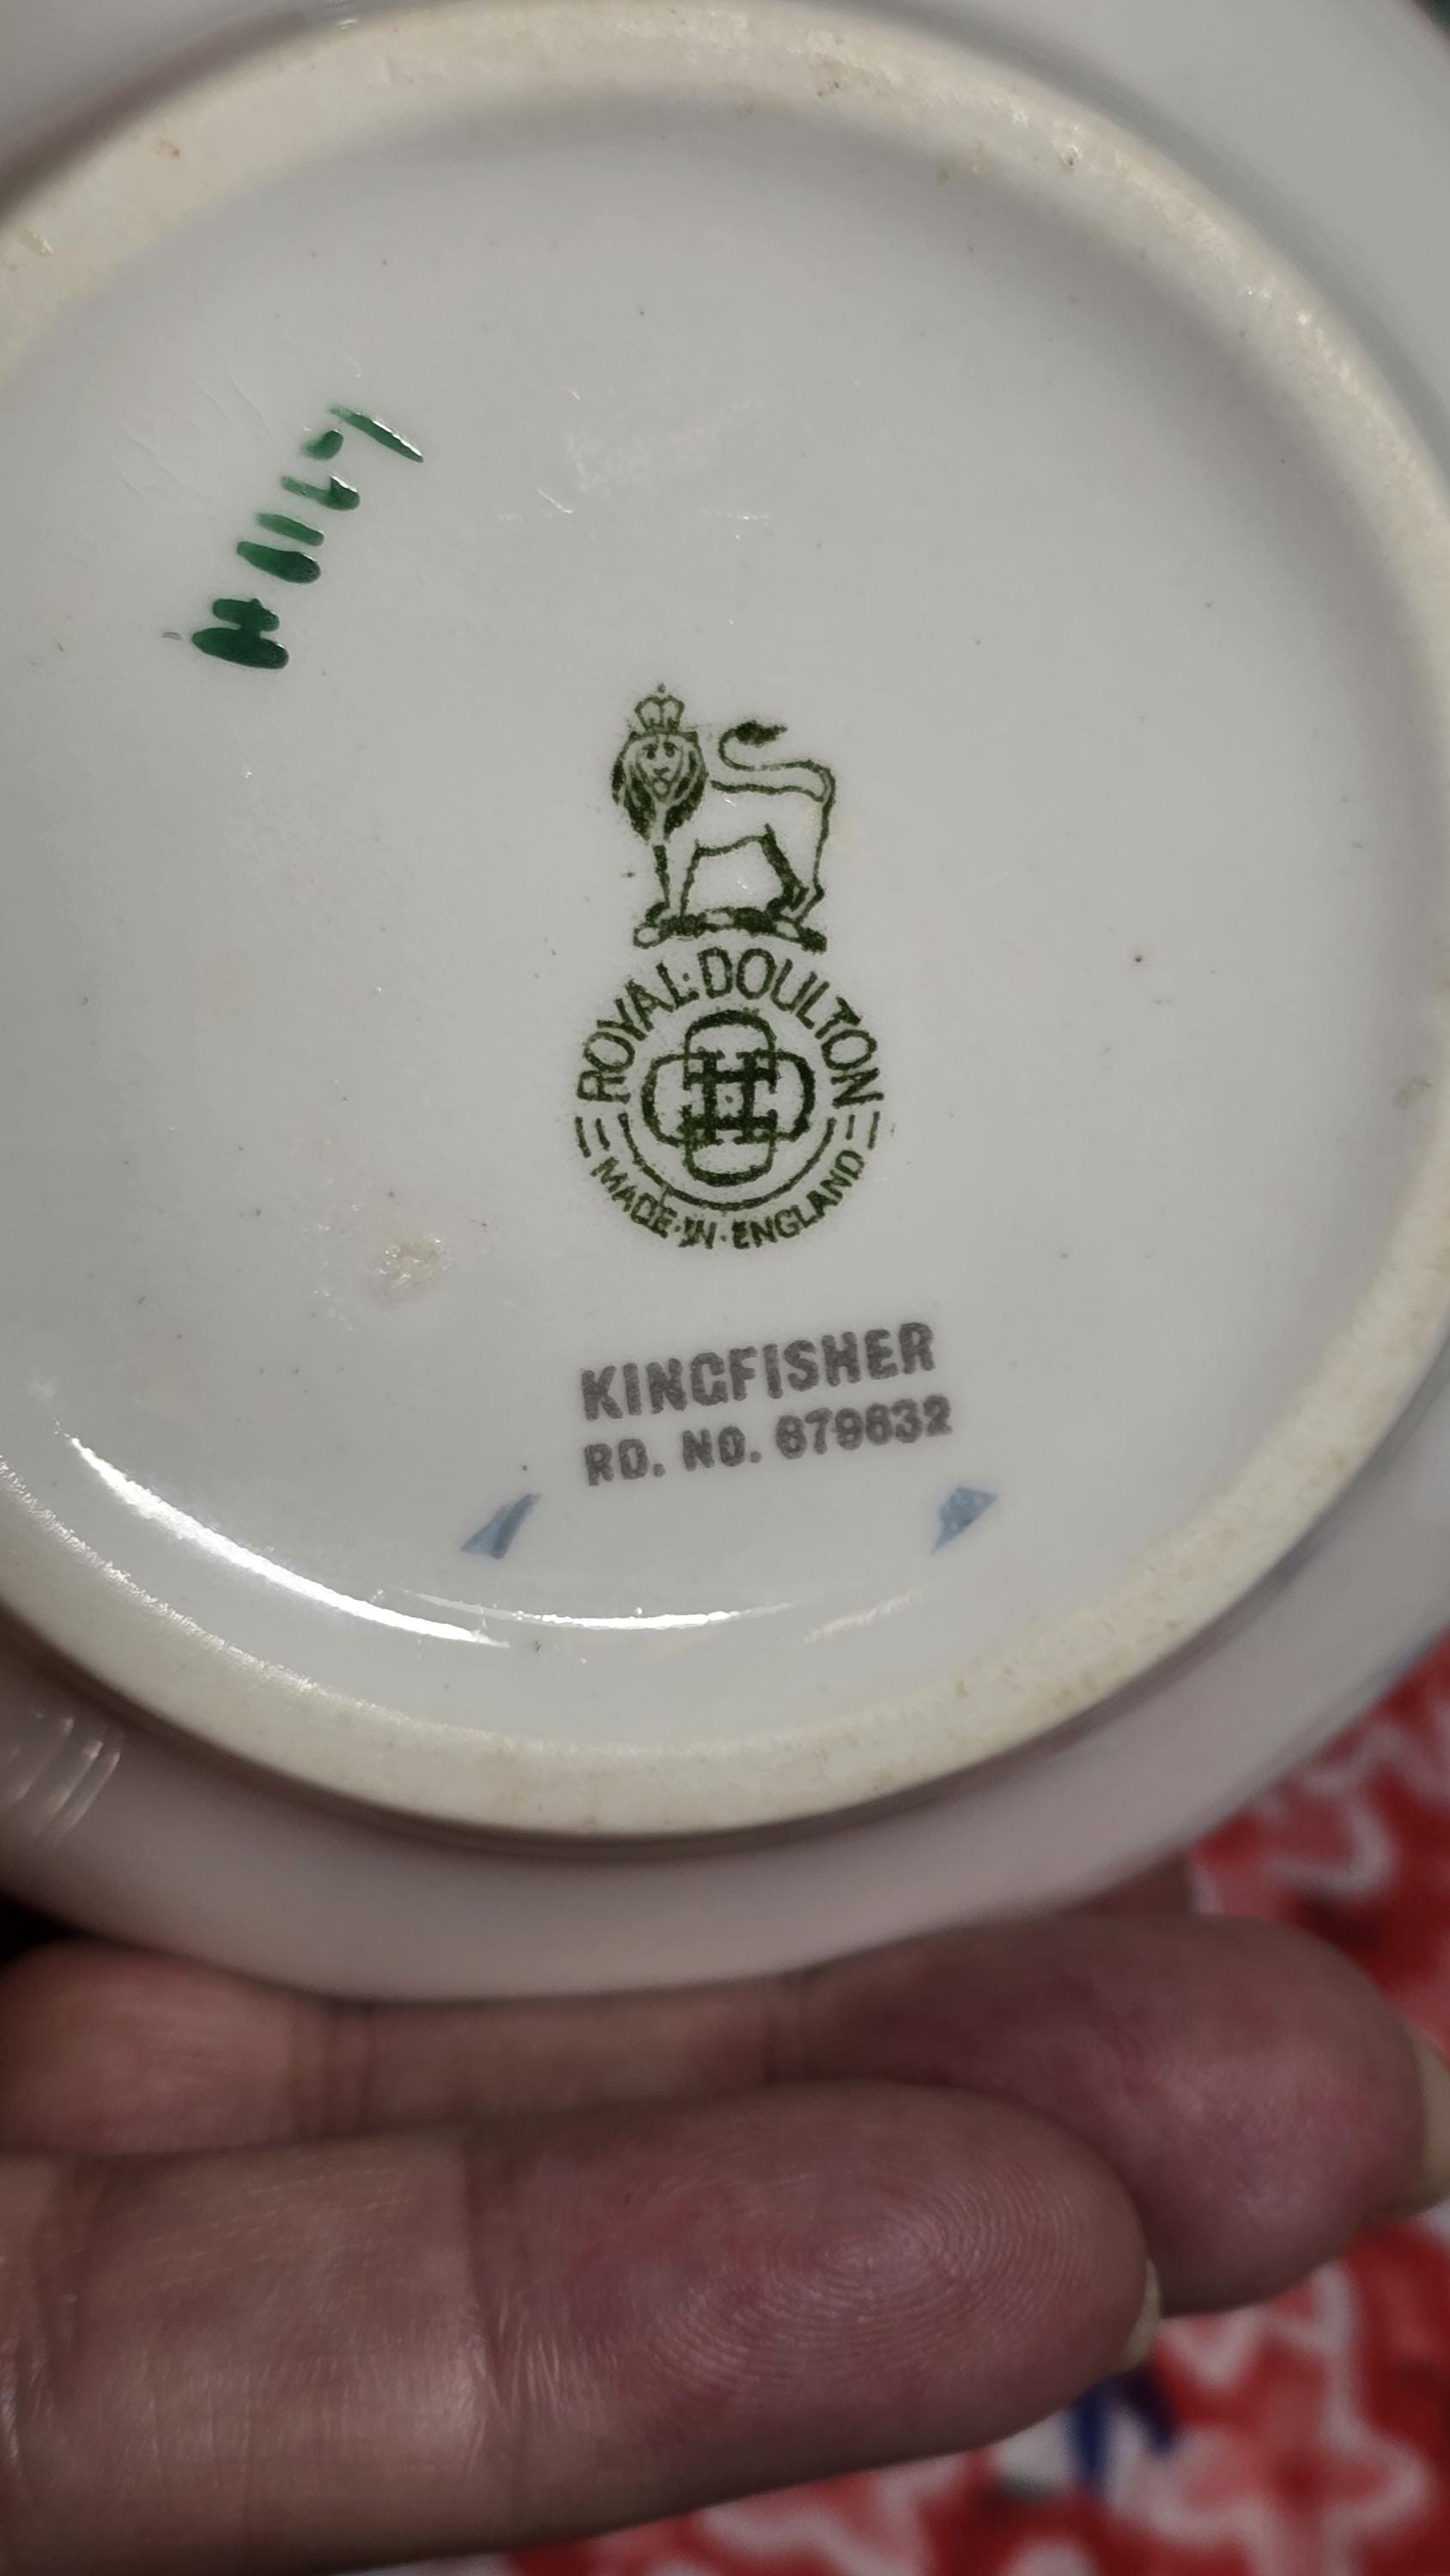 ROYAL·DOULTON
MADE·IN·ENGLAND
KINGFISHER
RD. NO. 679632